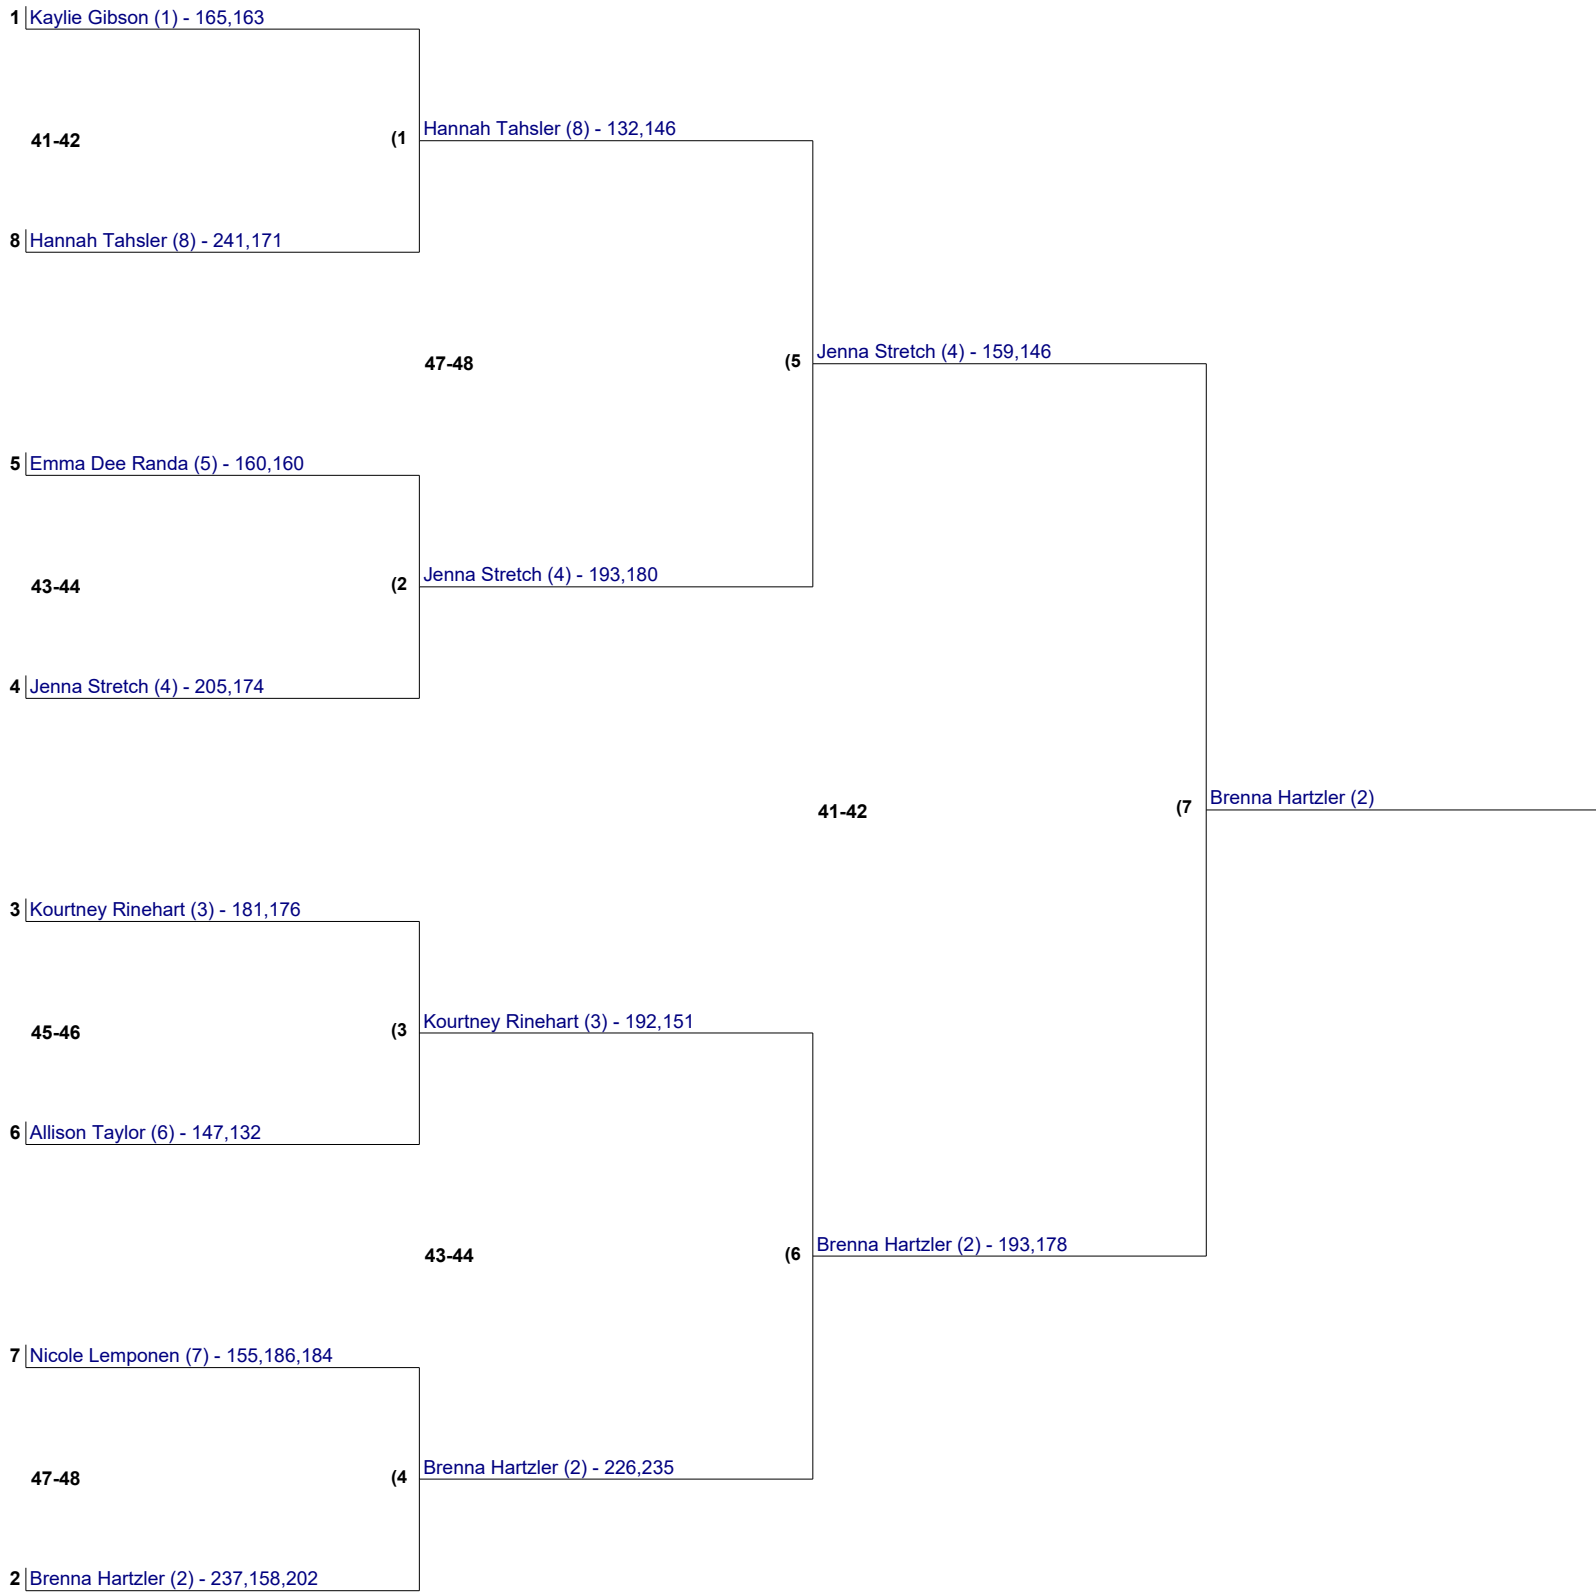 1 Kaylie Gibson (1) - 165,163
41-42 (1 Hannah Tahsler (8) - 132,146
8 Hannah Tahsler (8) - 241,171
47-48 (5 Jenna Stretch (4) - 159,146
5 Emma Dee Randa (5) - 160,160
43-44 (2 Jenna Stretch (4) - 193,180
4 Jenna Stretch (4) - 205,174
41-42 (7 Brenna Hartzler (2)
3 Kourtney Rinehart (3) - 181,176
45-46 (3 Kourtney Rinehart (3) - 192,151
6 Allison Taylor (6) - 147,132
43-44 (6 Brenna Hartzler (2) - 193,178
7 Nicole Lemponen (7) - 155,186,184
47-48 (4 Brenna Hartzler (2) - 226,235
2 Brenna Hartzler (2) - 237,158,202